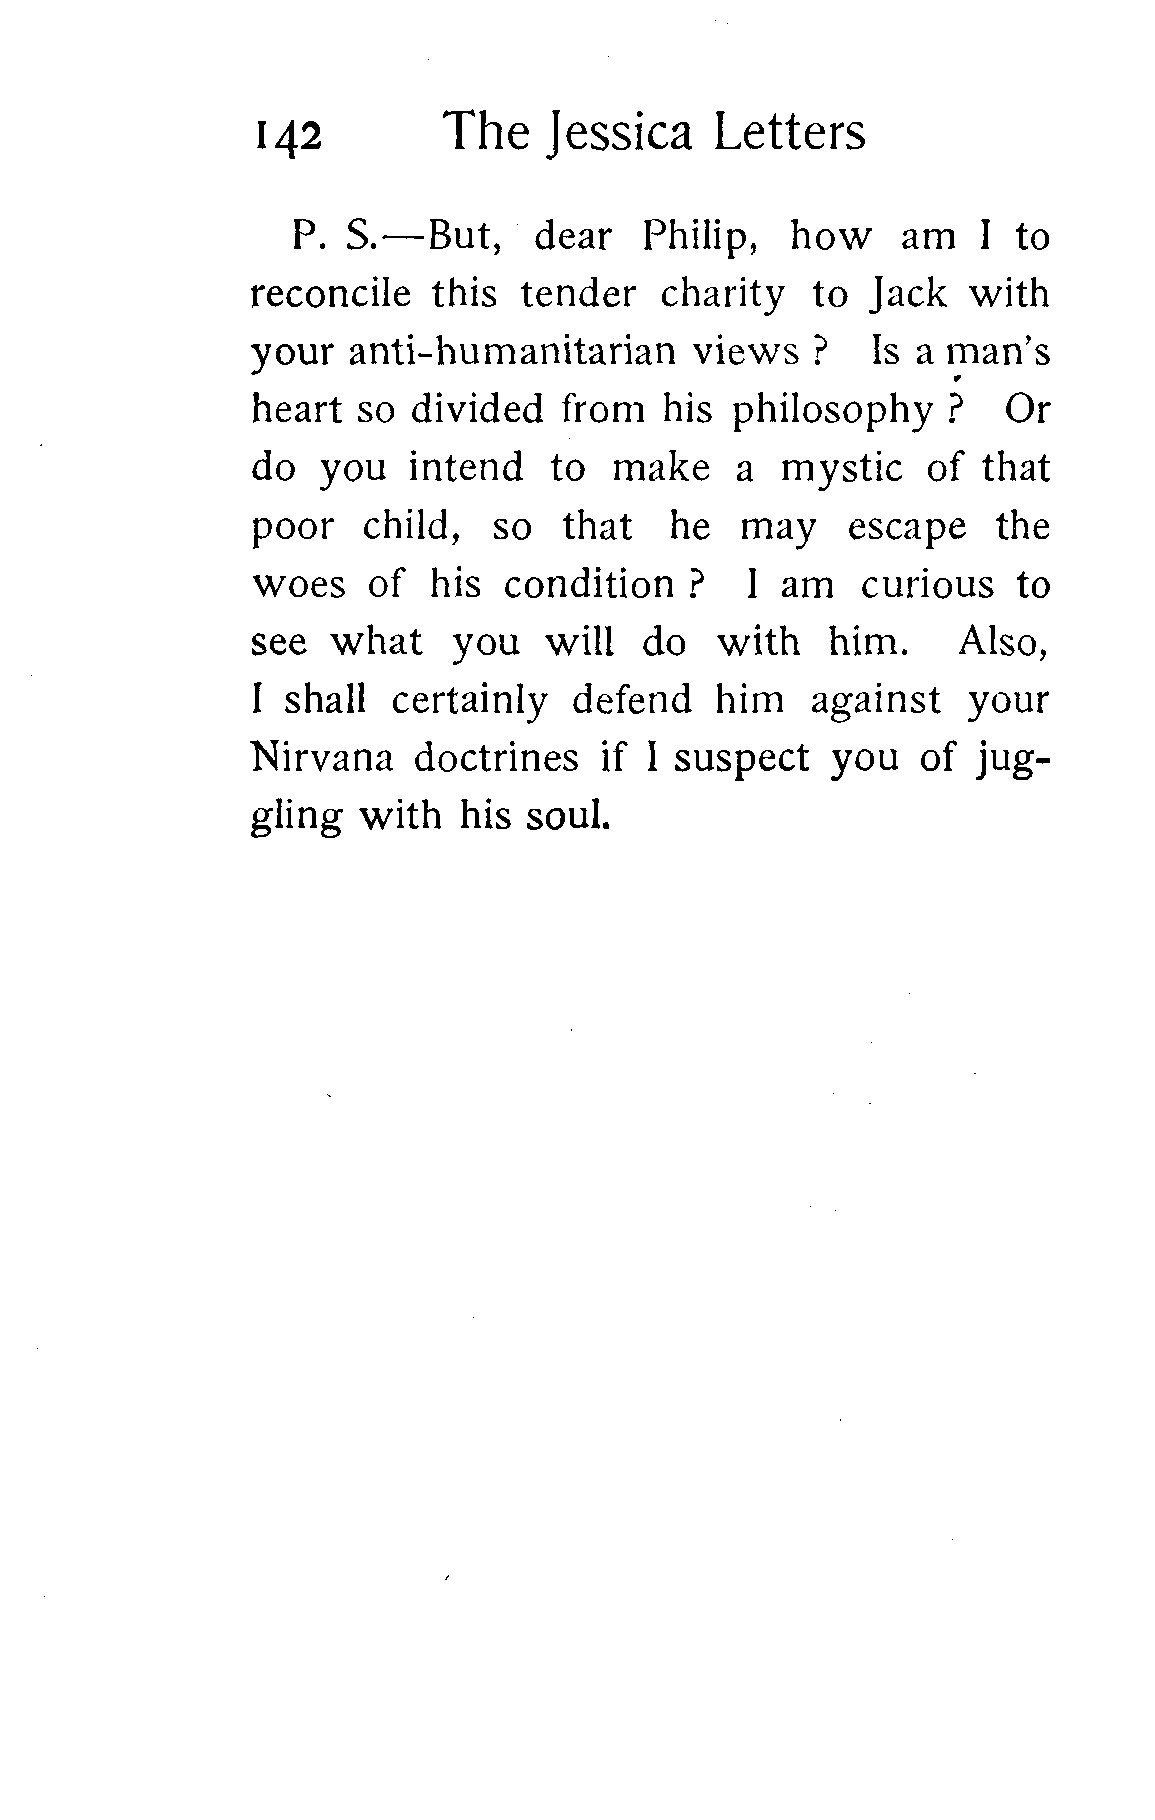 142 The Jessica Letters
P. S.—But, dear Philip, how am I to
reconcile this tender charity to Jack with
your anti-humanitarian views ? Is a man's
heart so divided from his philosophy ? Or
do you intend to make a mystic of that
poor child, so that he may escape the
woes of his condition ? I am curious to
see what you will do with him. Also,
I shall certainly defend him against your
Nirvana doctrines if I suspect you of jug-
gling with his soul.